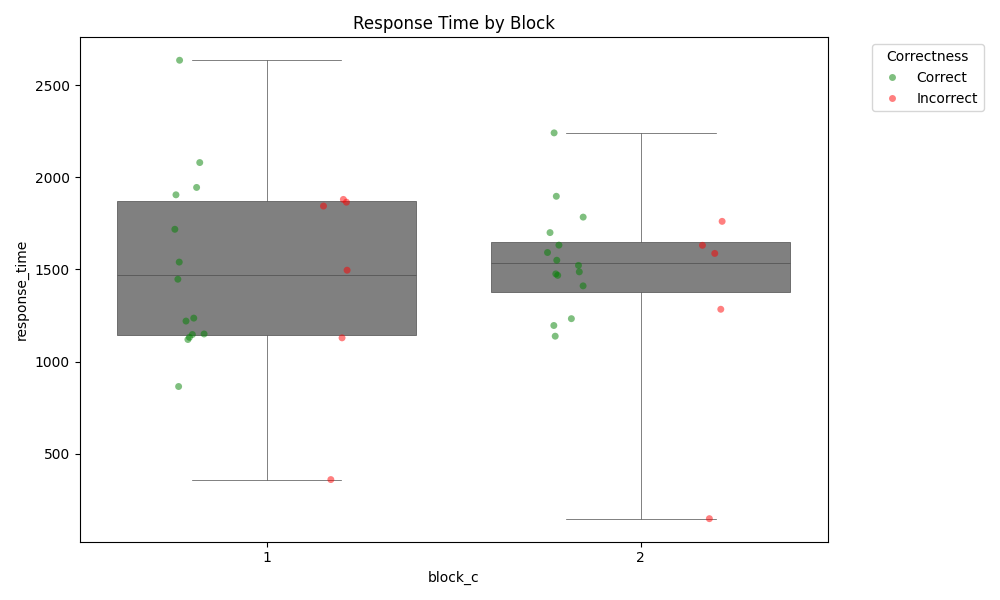 Response Time by Block
Correctness
Correct
Incorrect
response_time
2500
2000
1500
1000
500
1
2
block_c